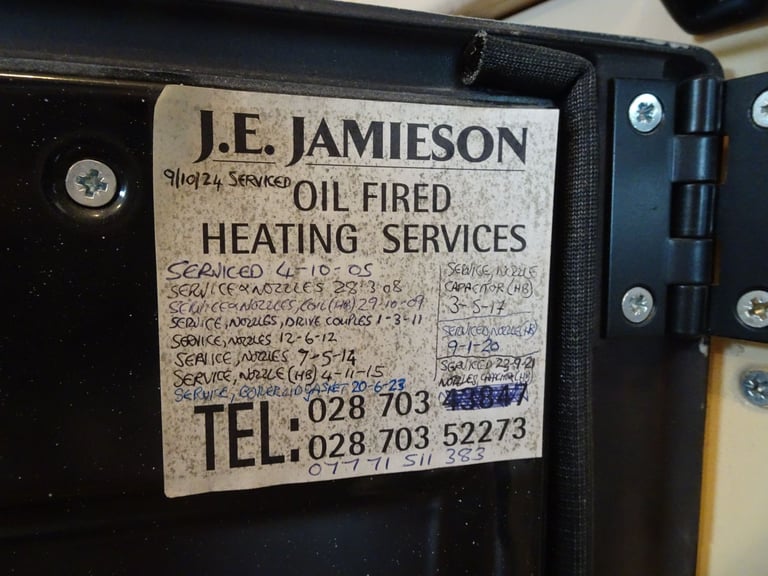 J.E. JAMIESON
9/10/24 SERVICED
OIL FIRED
HEATING SERVICES
SERVICED 4-10-05
SERVICE & NOZZLES 28 3 08
SERVICE & NOZZLES, COIL (HB) 29-10-09
SERVICE, NOZZLES, DRIVE COUPLES 1-3-11
SERVICE, NOZZLES 12-6-12
SERVICE, NOZZLES 7-5-14
SERVICE, NOZZLE (HB) 4-11-15
SERVICE, BOILER LID GASKET 20-6-23
SERVICE, NOZZLE
CAPACITOR (HB)
3-5-17
SERVICED NOZZLE (HB)
9-1-20
SERVICED 23-9-21
NOZZLES CAPACITOR (HB)
TEL: 028 703
028 703 52273
07771 511 383